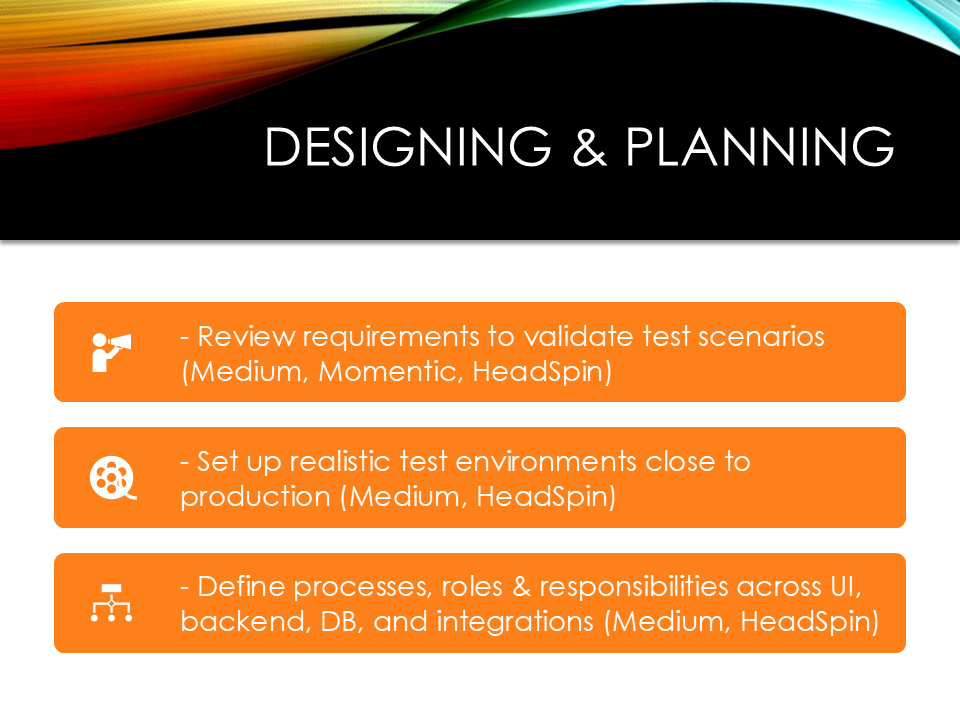 DESIGNING & PLANNING
- Review requirements to validate test scenarios
(Medium, Momentic, HeadSpin)
- Set up realistic test environments close to
production (Medium, HeadSpin)
- Define processes, roles & responsibilities across UI,
backend, DB, and integrations (Medium, HeadSpin)